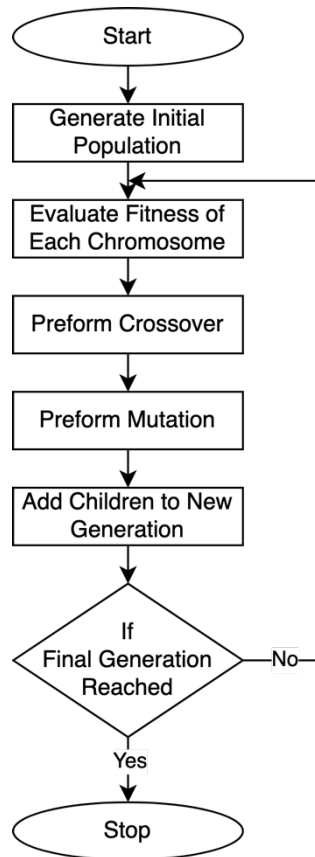 Start
Generate Initial
Population
Evaluate Fitness of
Each Chromosome
Preform Crossover
Preform Mutation
Add Children to New
Generation
If
Final Generation
Reached
No
Yes
Stop